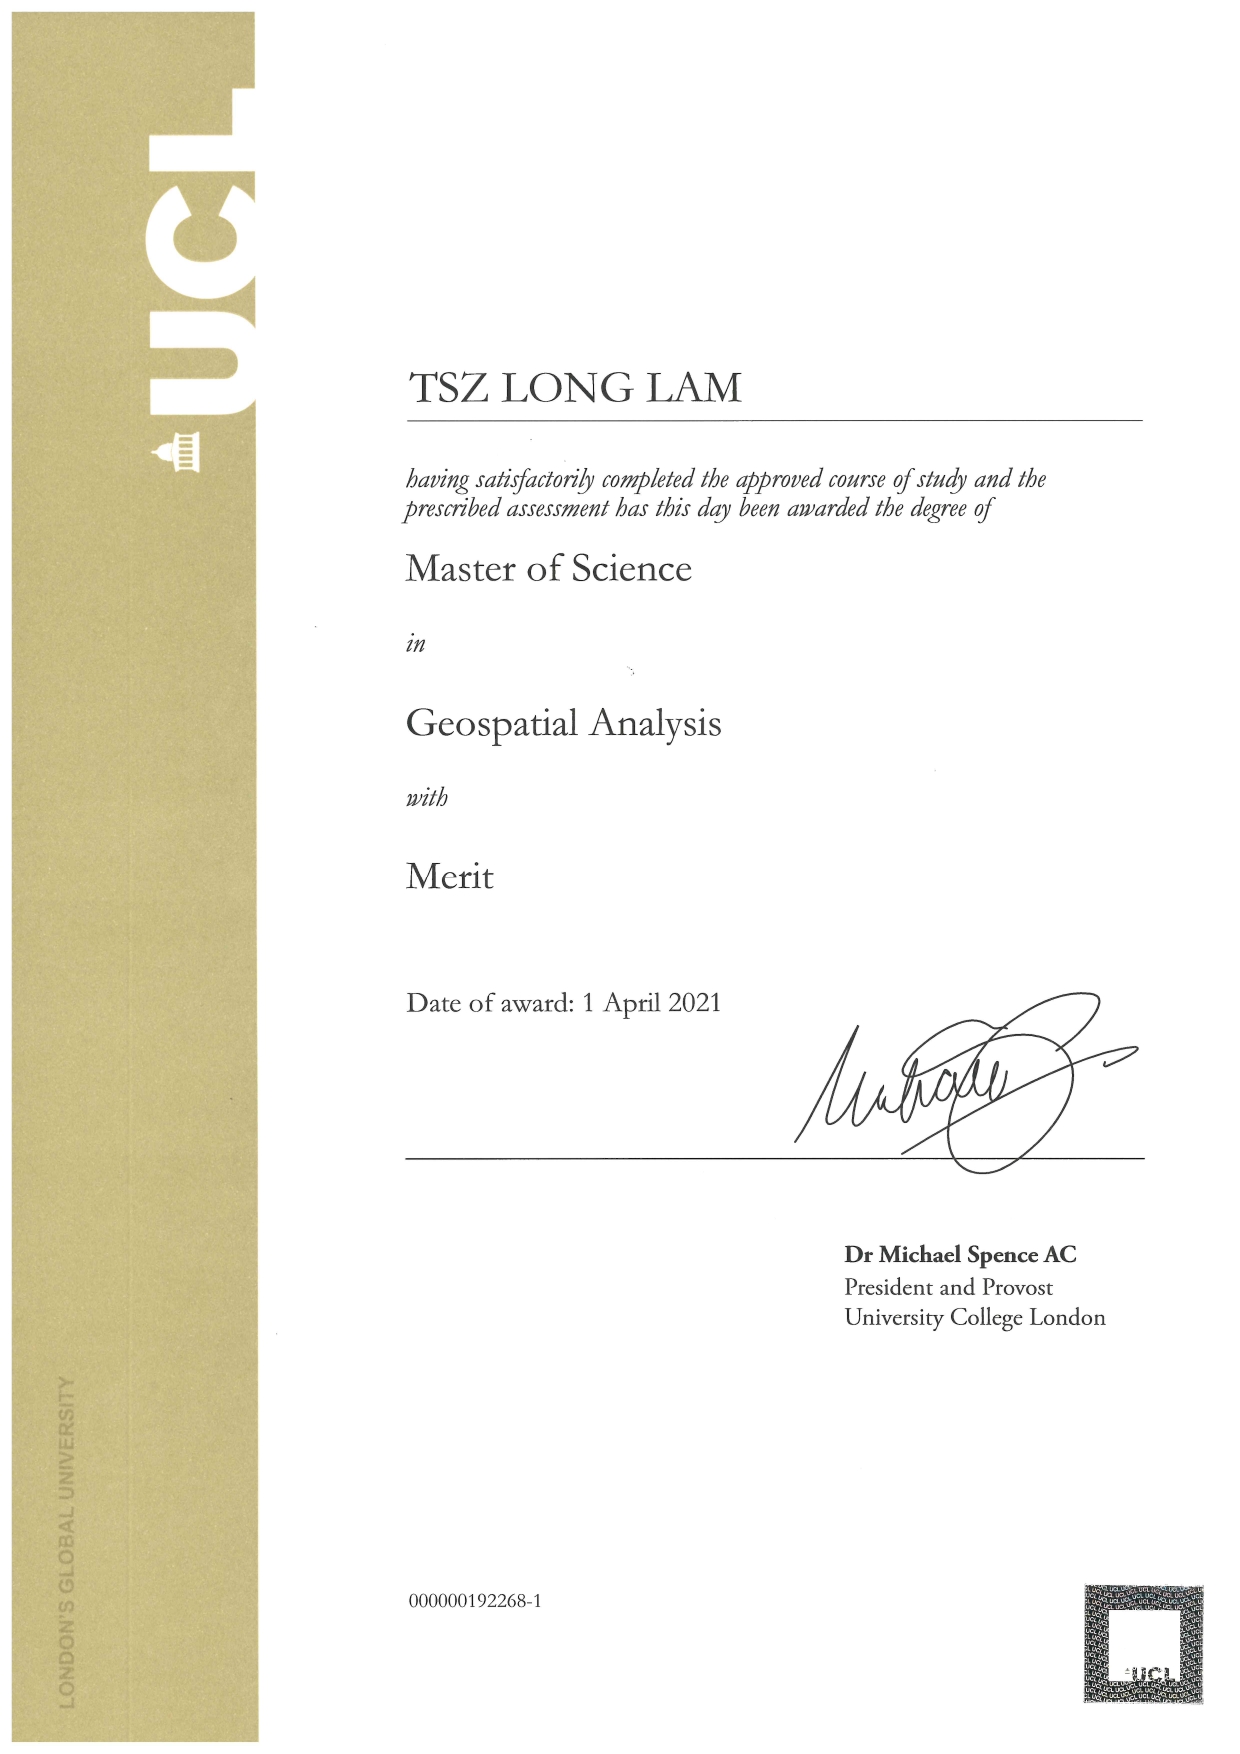 UCL
TSZ LONG LAM
having satisfactorily completed the approved course of study and the
prescribed assessment has this day been awarded the degree of
Master of Science
in
Geospatial Analysis
with
Merit
Date of award: 1 April 2021
Dr Michael Spence AC
President and Provost
University College London
LONDON'S GLOBAL UNIVERSITY
000000192268-1
UCL